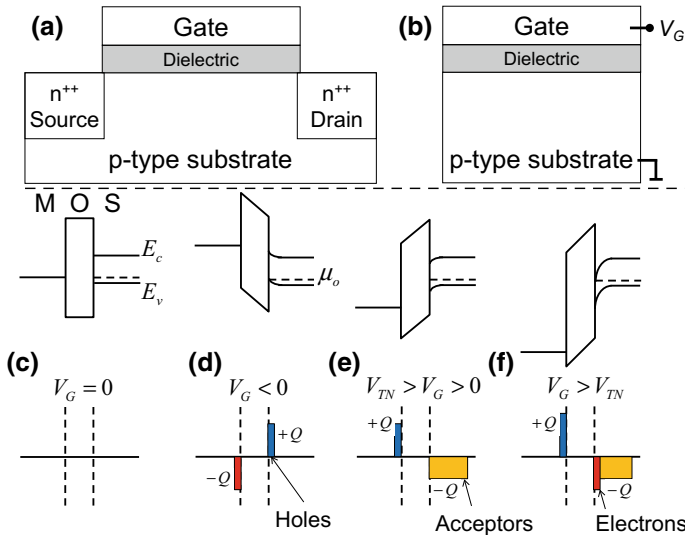 (a)
Gate
Dielectric
n++
Source
n++
Drain
p-type substrate
(b)
Gate
V_G
Dielectric
p-type substrate
M O S
E_c
E_v
μ_o
(c)
V_G = 0
(d)
V_G < 0
+Q
−Q
Holes
(e)
V_TN > V_G > 0
+Q
−Q
Acceptors
(f)
V_G > V_TN
+Q
−Q
Electrons